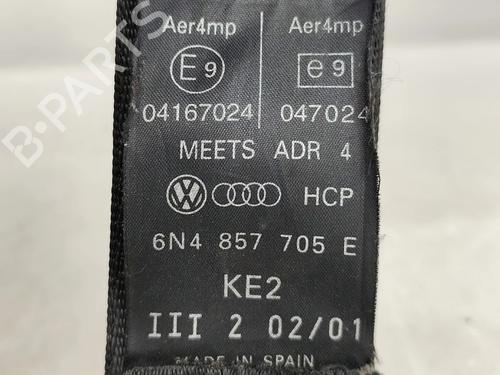 Aer4mp Aer4mp
E9 e9
04167024 047024
MEETS ADR 4
HCP
6N4 857 705 E
KE2
III 2 02/01
MADE IN SPAIN
B-PARTS